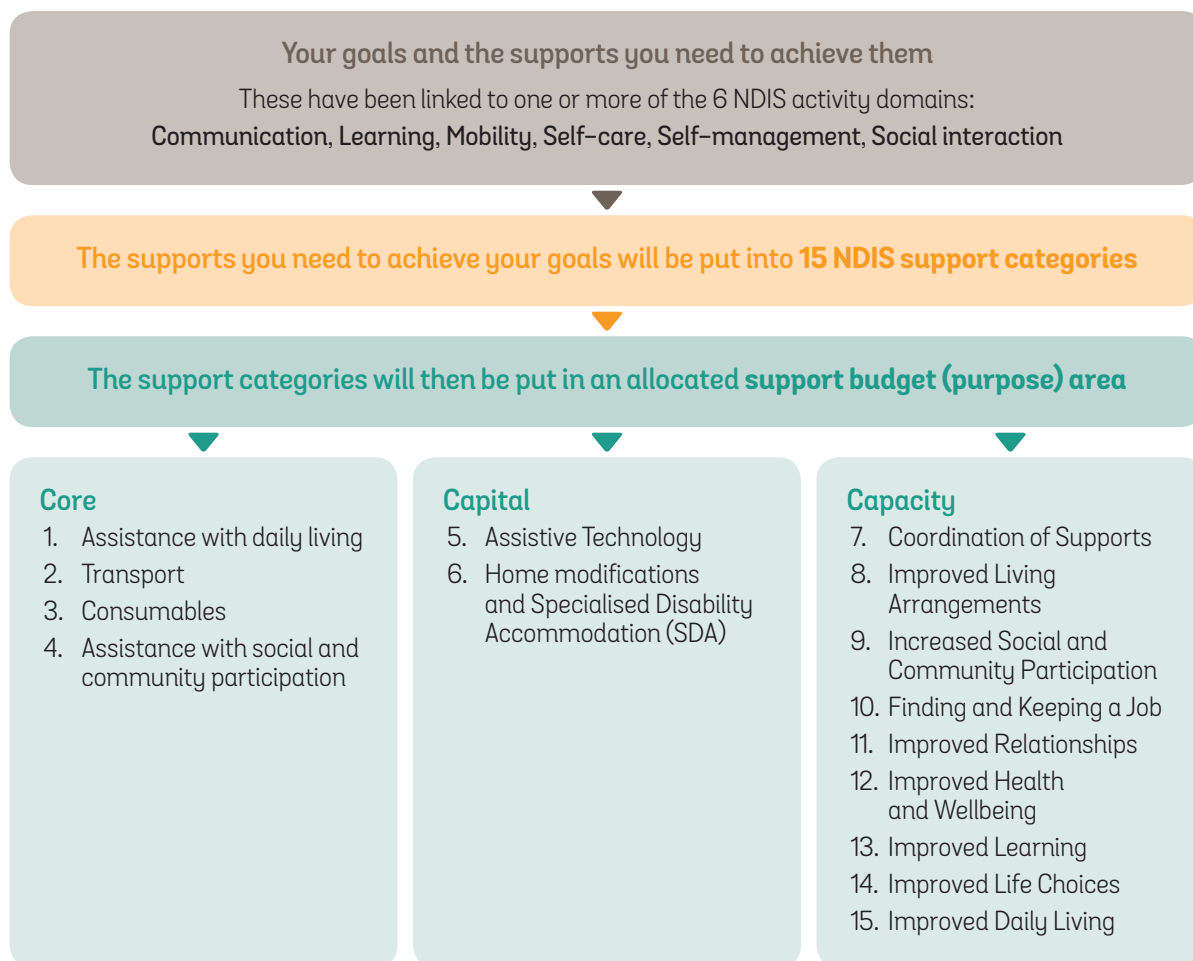 Your goals and the supports you need to achieve them
These have been linked to one or more of the 6 NDIS activity domains:
Communication, Learning, Mobility, Self-care, Self-management, Social interaction
The supports you need to achieve your goals will be put into 15 NDIS support categories
The support categories will then be put in an allocated support budget (purpose) area
Core
1. Assistance with daily living
2. Transport
3. Consumables
4. Assistance with social and
community participation
Capital
5. Assistive Technology
6. Home modifications
and Specialised Disability
Accommodation (SDA)
Capacity
7. Coordination of Supports
8. Improved Living
Arrangements
9. Increased Social and
Community Participation
10. Finding and Keeping a Job
11. Improved Relationships
12. Improved Health
and Wellbeing
13. Improved Learning
14. Improved Life Choices
15. Improved Daily Living